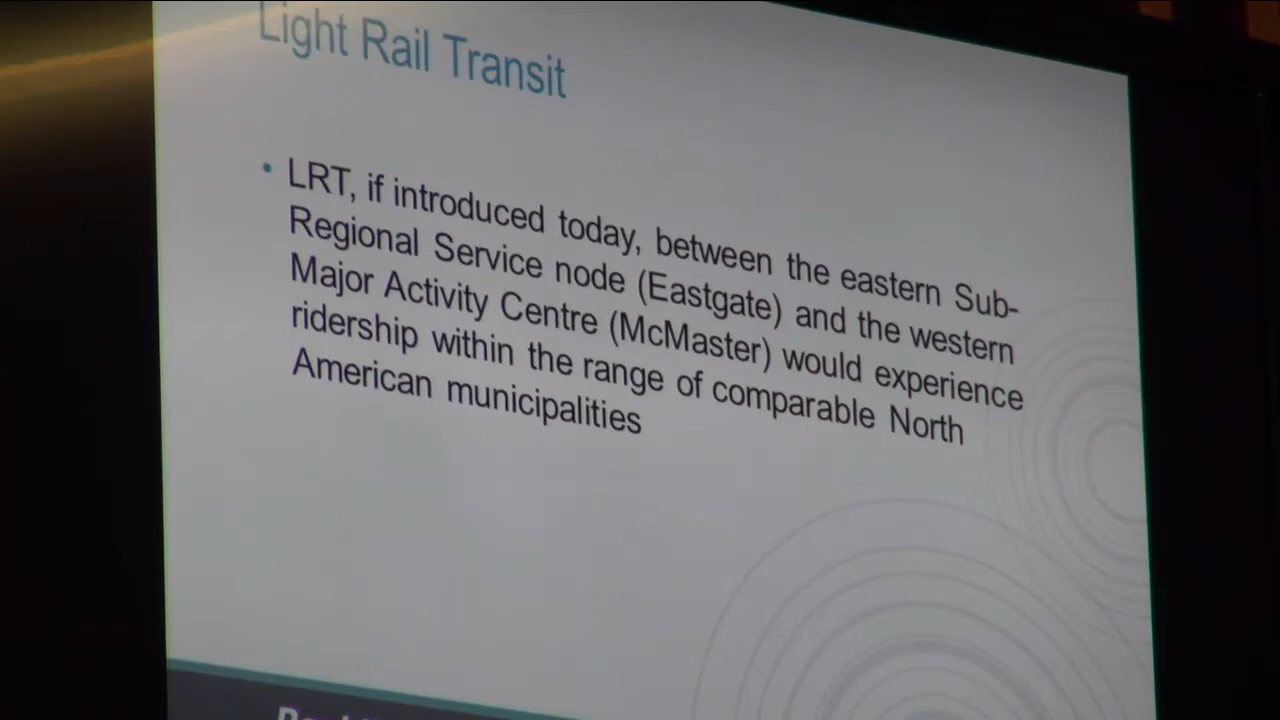 Light Rail Transit
• LRT, if introduced today, between the eastern Sub-
Regional Service node (Eastgate) and the western
Major Activity Centre (McMaster) would experience
ridership within the range of comparable North
American municipalities